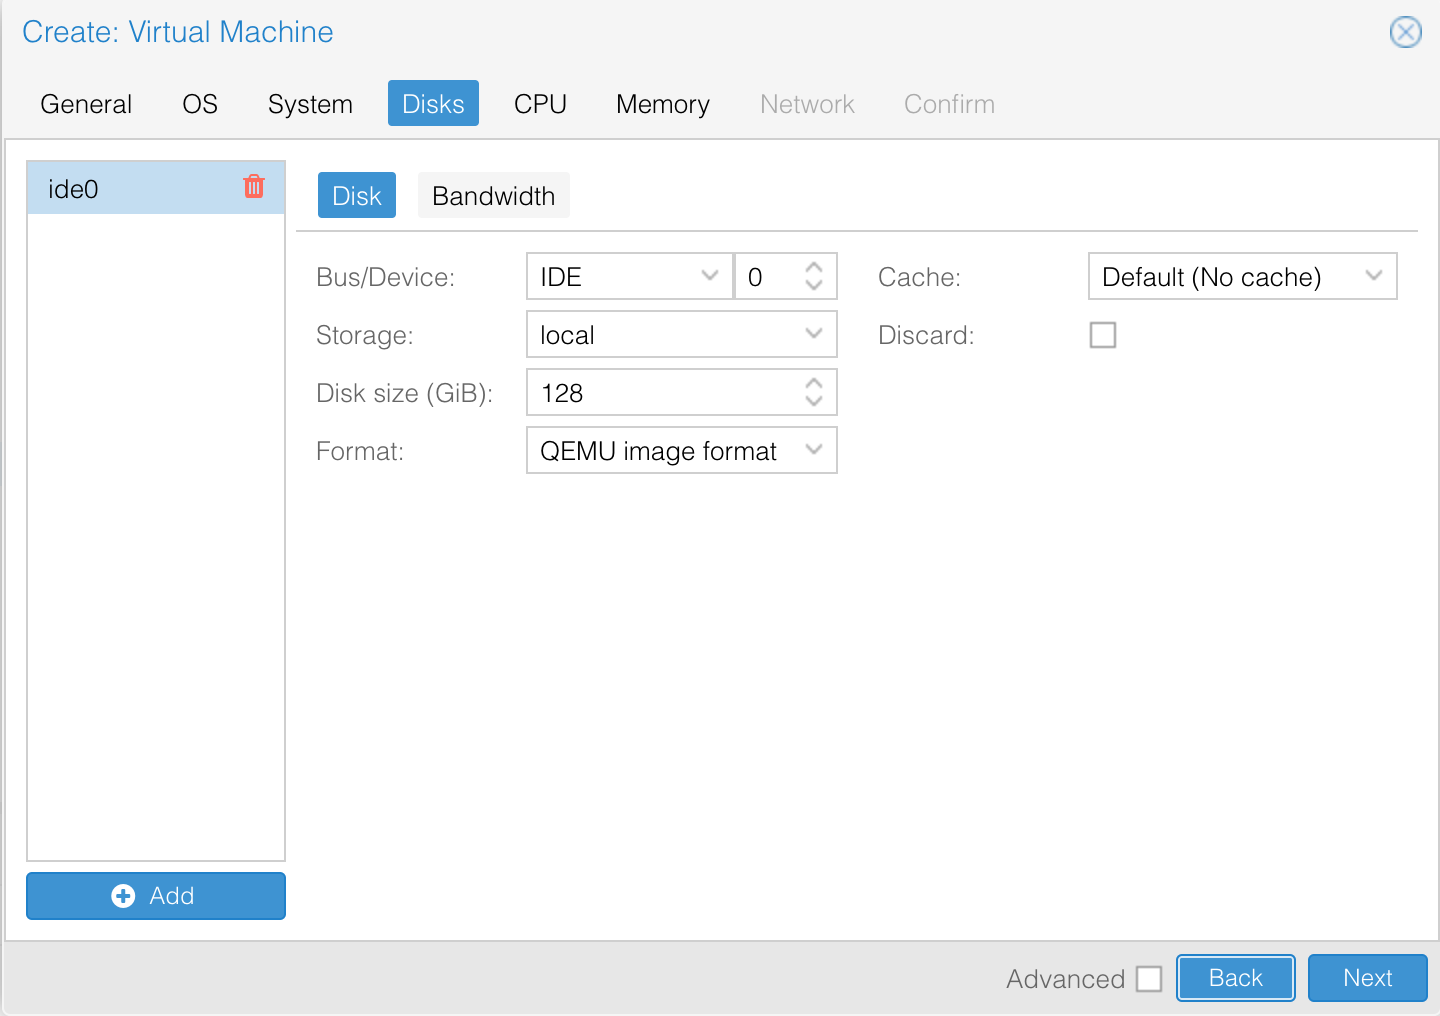 Create: Virtual Machine
General OS System Disks CPU Memory Network Confirm
ide0
Disk Bandwidth
Bus/Device: IDE 0 Cache: Default (No cache)
Storage: local Discard:
Disk size (GiB): 128
Format: QEMU image format
Add
Advanced Back Next